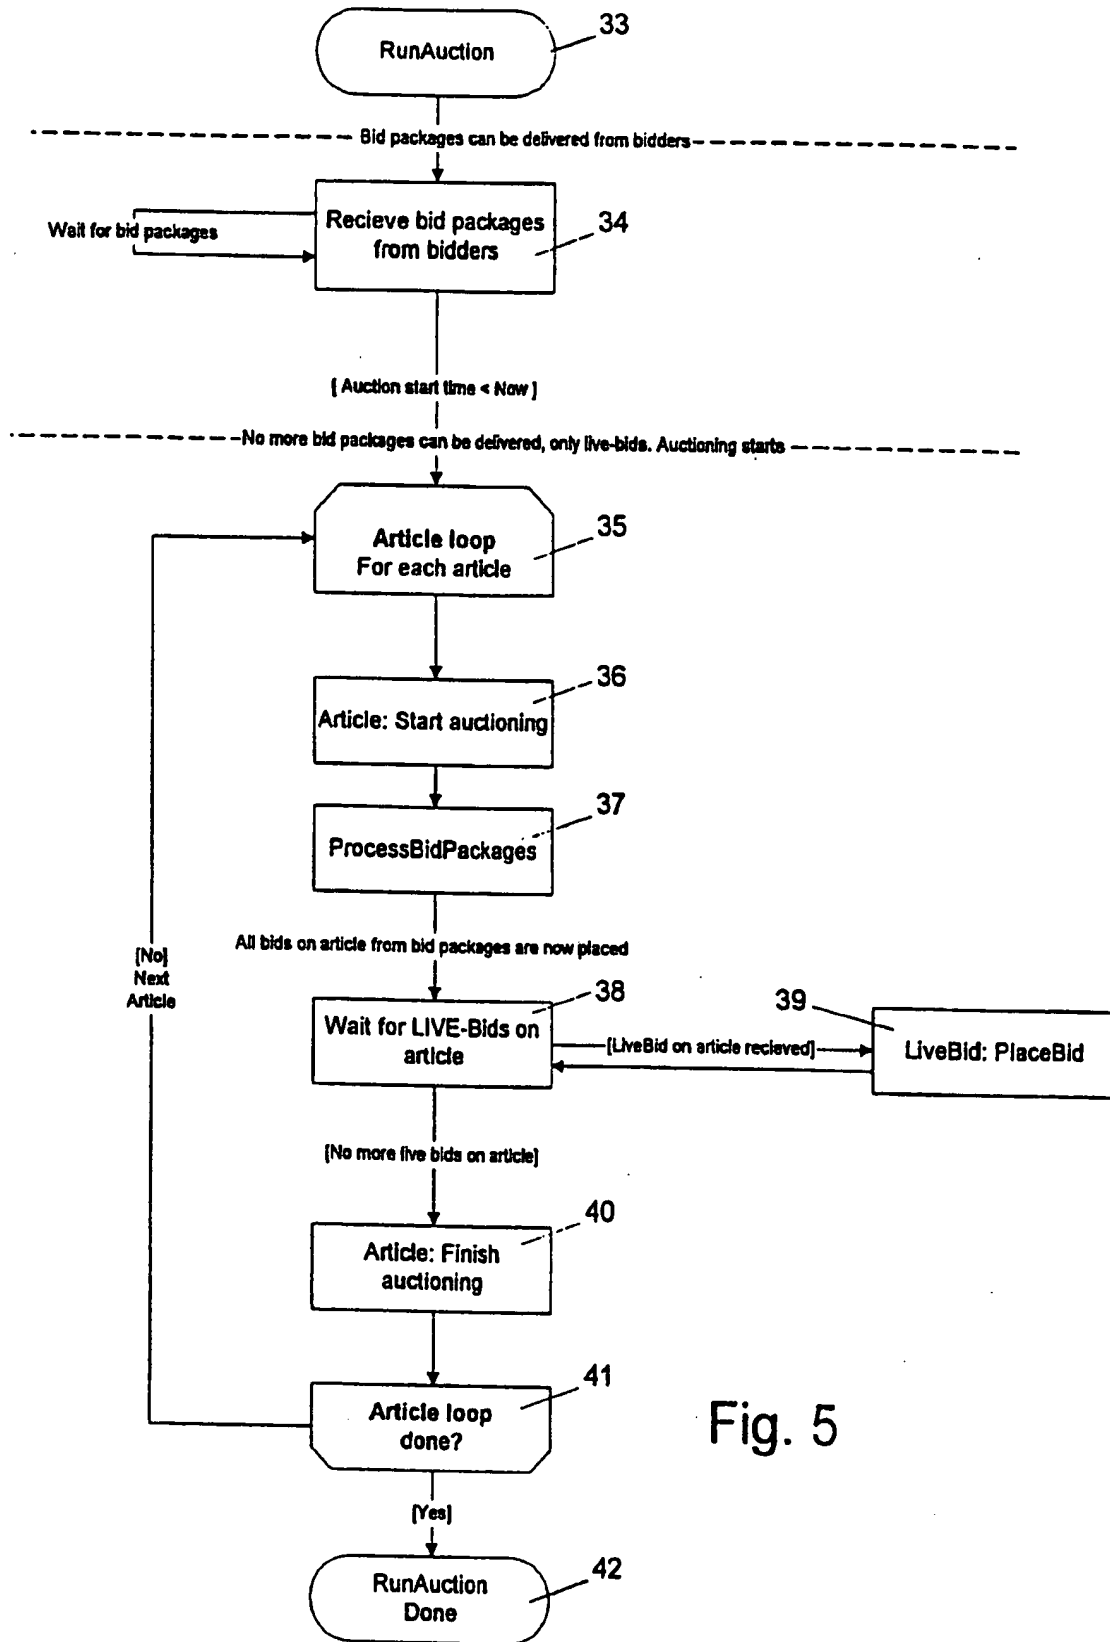 33
RunAuction
Bid packages can be delivered from bidders
Recieve bid packages
from bidders
34
Wait for bid packages
[ Auction start time < Now ]
No more bid packages can be delivered, only live-bids. Auctioning starts
Article loop
For each article
35
36
Article: Start auctioning
37
ProcessBidPackages
All bids on article from bid packages are now placed
[No]
Next
Article
38
Wait for LIVE-Bids on
article
[LiveBid on article recieved]
39
LiveBid: PlaceBid
[No more live bids on article]
40
Article: Finish
auctioning
41
Article loop
done?
Fig. 5
[Yes]
RunAuction
Done
42